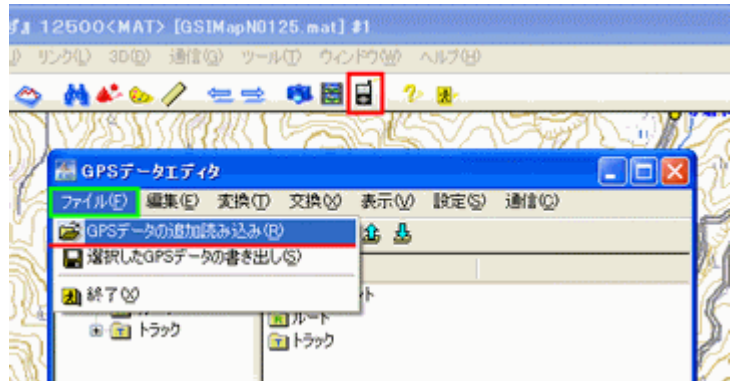 12500<MAT> [GSIMapN0125.mat] #1
リンク(L) 3D(D) 通信(G) ツール(T) ウィンドウ(W) ヘルプ(H)
GPSデータエディタ
ファイル(F) 編集(E) 変換(T) 交換(X) 表示(V) 設定(S) 通信(C)
GPSデータの追加読み込み(R)
選択したGPSデータの書き出し(S)
終了(X)
ルート
トラック トラック